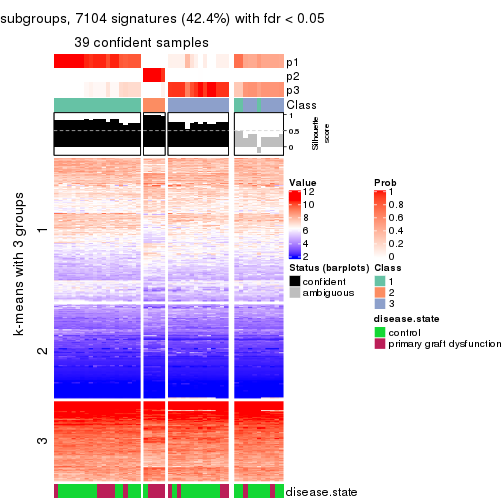 subgroups, 7104 signatures (42.4%) with fdr < 0.05
39 confident samples
p1
p2
p3
Class
1
0.5
0
Silhouette
score
k-means with 3 groups
1
2
3
Value
12
10
8
6
4
2
Prob
1
0.8
0.6
0.4
0.2
0
Status (barplots)
confident
ambiguous
Class
1
2
3
disease.state
control
primary graft dysfunction
disease.state